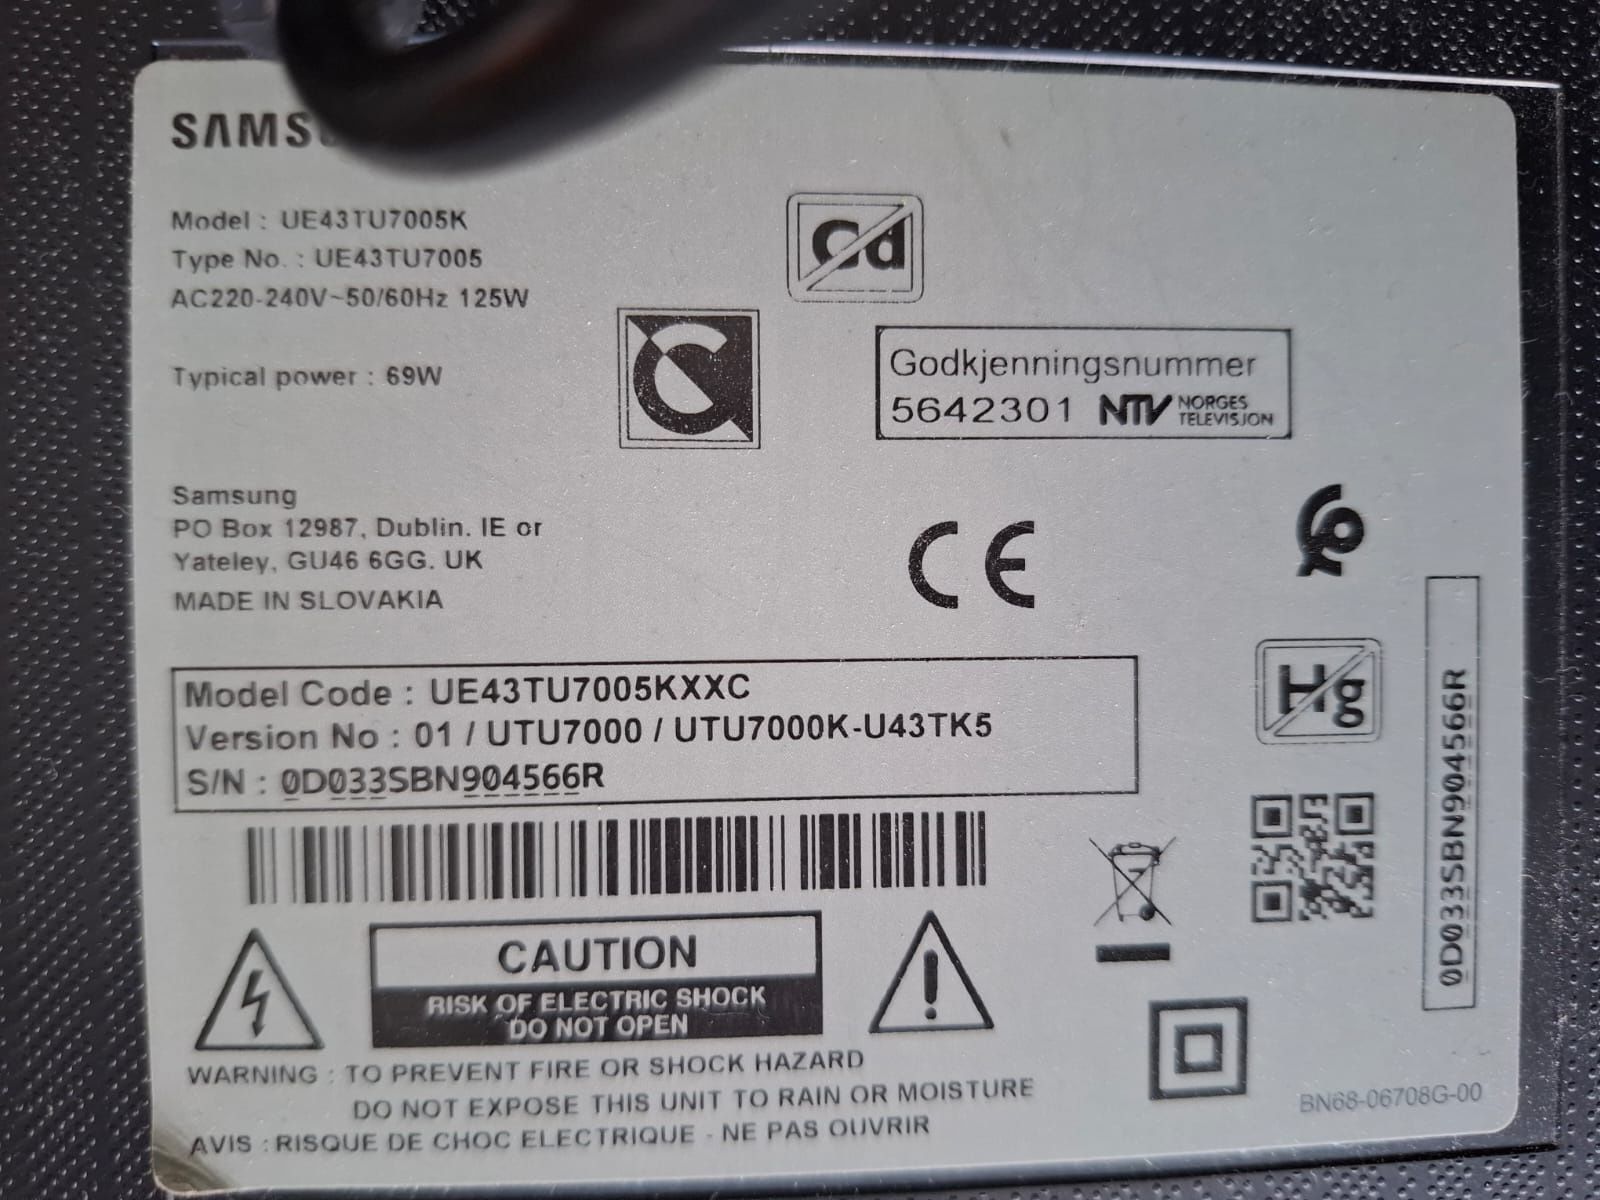 SAMS
Model : UE43TU7005K
Type No. : UE43TU7005
AC220-240V~50/60Hz 125W
Typical power : 69W
Cd
Godkjenningsnummer
5642301 NTV NORGES
TELEVISJON
Samsung
PO Box 12987, Dublin. IE or
Yateley, GU46 6GG. UK
MADE IN SLOVAKIA
CE
Hg
Model Code : UE43TU7005KXXC
Version No : 01 / UTU7000 / UTU7000K-U43TK5
S/N : 0D033SBN904566R
0D033SBN904566R
CAUTION
RISK OF ELECTRIC SHOCK
DO NOT OPEN
WARNING : TO PREVENT FIRE OR SHOCK HAZARD
DO NOT EXPOSE THIS UNIT TO RAIN OR MOISTURE
AVIS : RISQUE DE CHOC ELECTRIQUE - NE PAS OUVRIR
BN68-06708G-00